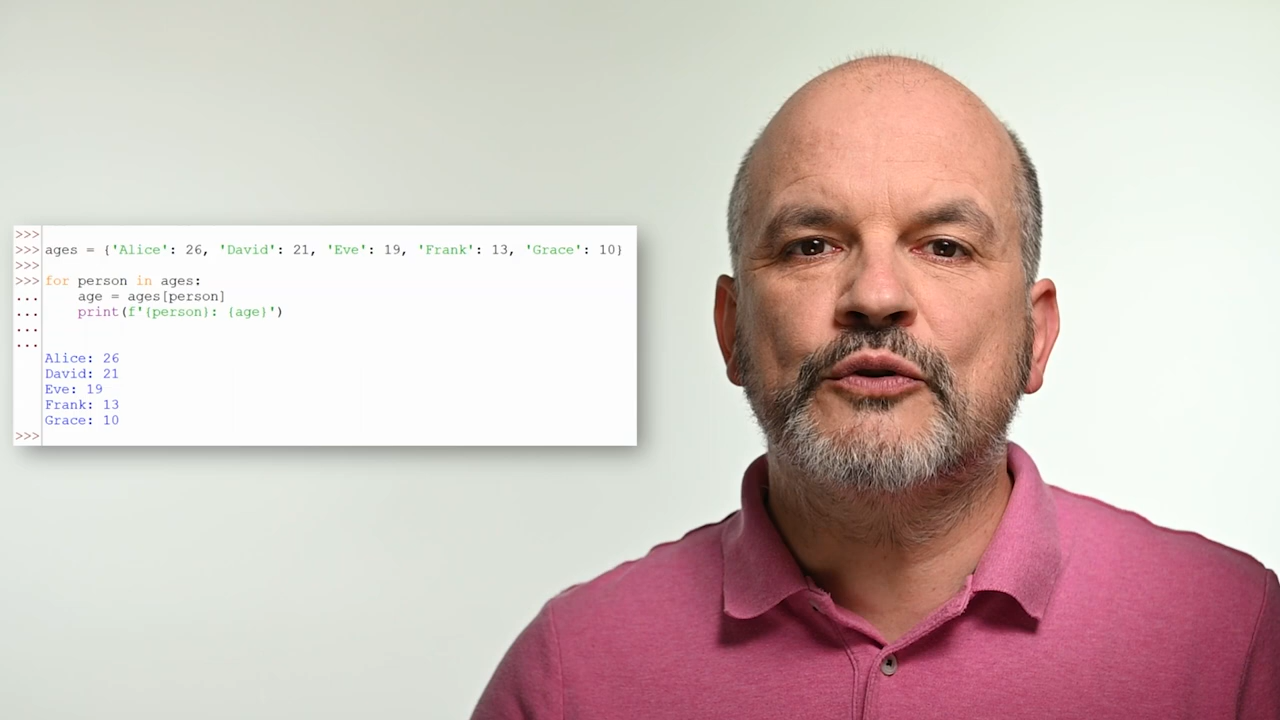 >>>
>>> ages = {'Alice': 26, 'David': 21, 'Eve': 19, 'Frank': 13, 'Grace': 10}
>>>
>>> for person in ages:
...     age = ages[person]
...     print(f'{person}: {age}')
...
...
Alice: 26
David: 21
Eve: 19
Frank: 13
Grace: 10
>>>